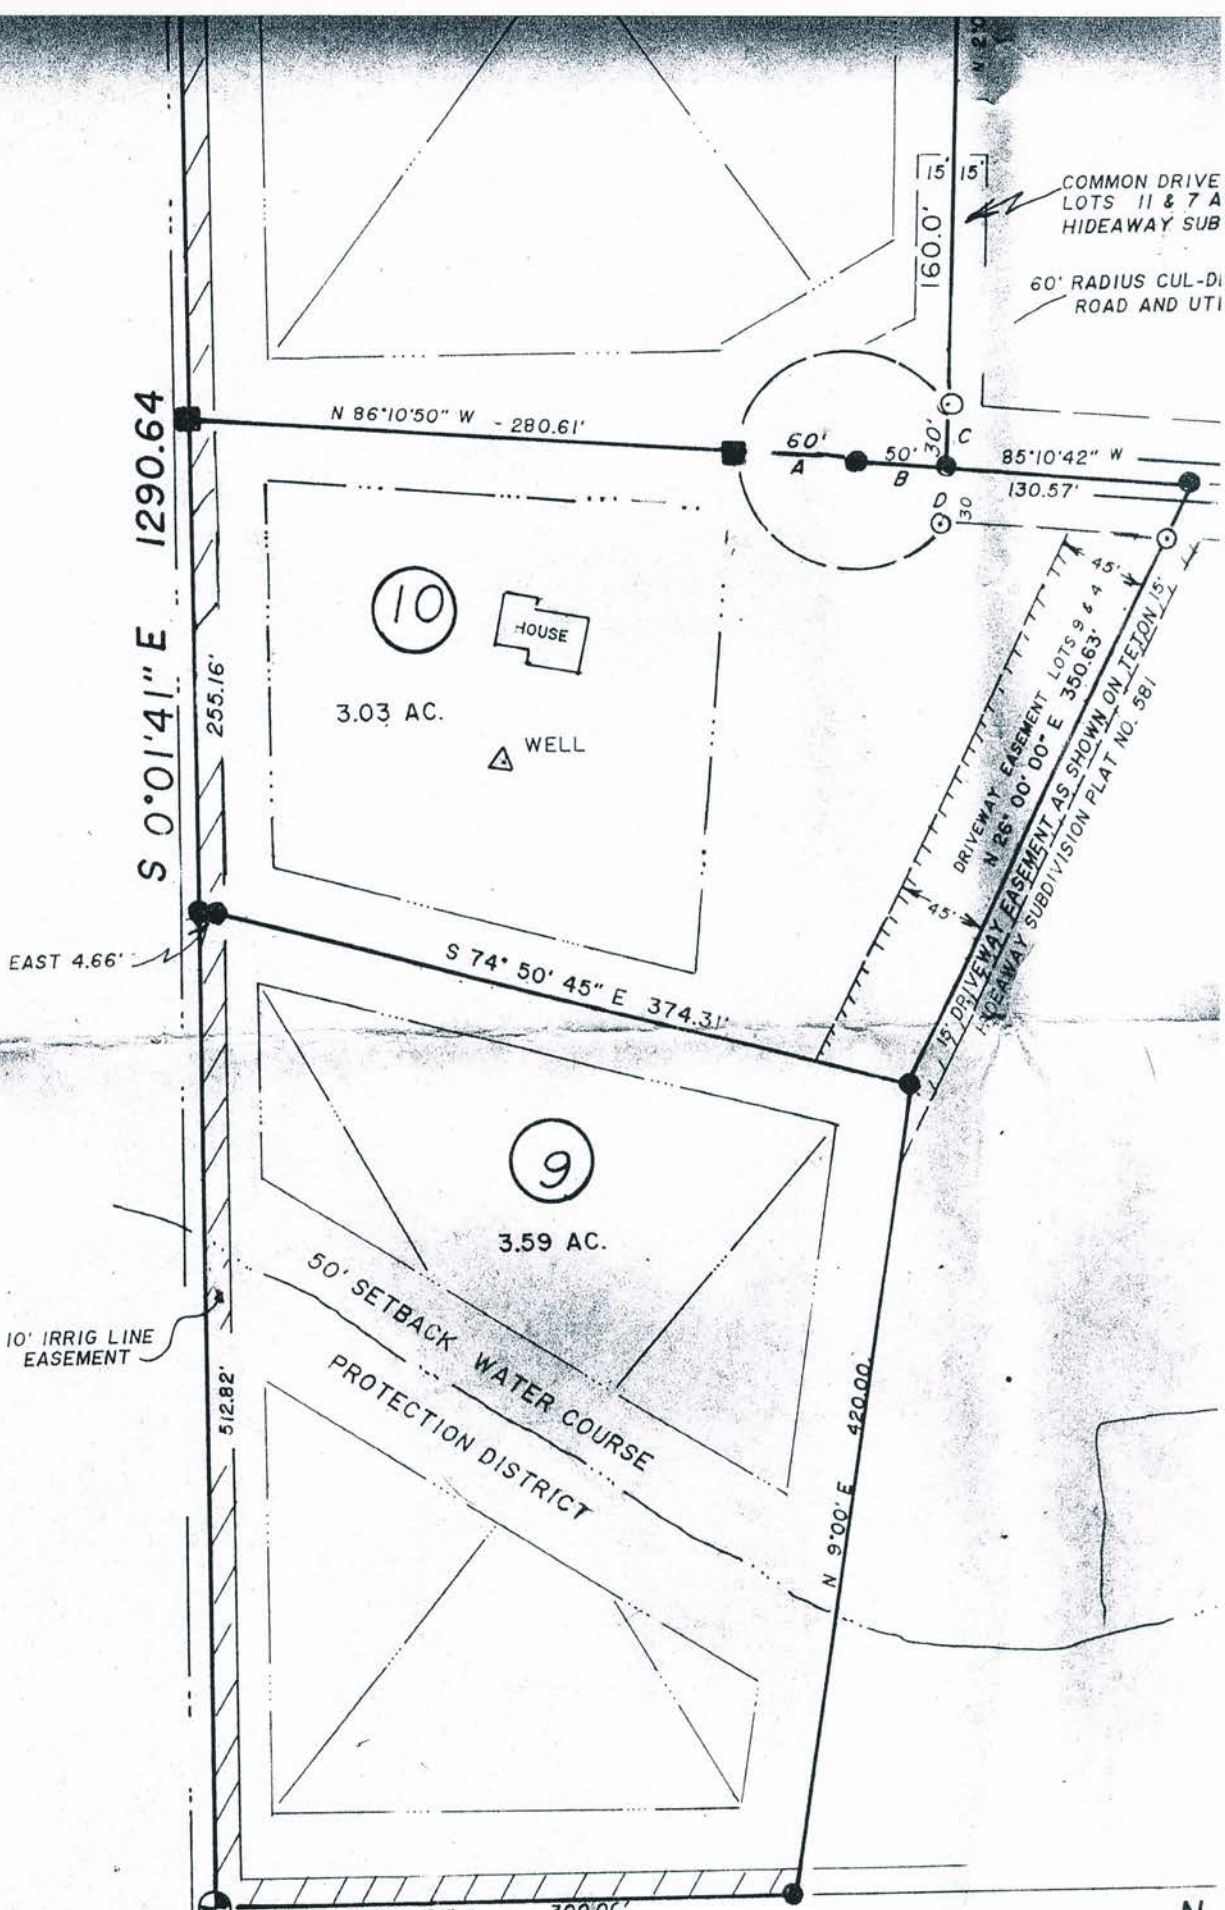 N 2°0
15' 15'
COMMON DRIVE
LOTS 11 & 7 A
HIDEAWAY SUB
160.0'
60' RADIUS CUL-D
ROAD AND UTI
N 86°10'50" W - 280.61'
60'
A
50'
B
30'
C
85°10'42" W
130.57'
D
30
S 0°01'41" E 1290.64
10
HOUSE
3.03 AC.
WELL
255.16'
45'
DRIVEWAY EASEMENT LOTS 9 & 4
N 26° 00' 00" E 350.63'
15' DRIVEWAY EASEMENT AS SHOWN ON TETON 15'
HIDEAWAY SUBDIVISION PLAT NO. 581
45'
EAST 4.66'
S 74° 50' 45" E 374.31'
9
3.59 AC.
50' SETBACK WATER COURSE
PROTECTION DISTRICT
10' IRRIG LINE
EASEMENT
512.82'
N 9°00' E 420.00
N